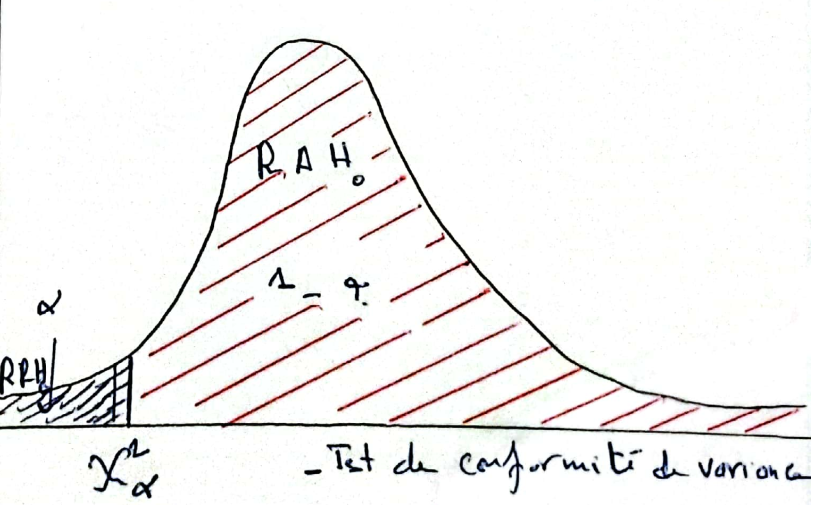 R A H₀
1 - α
α
RRH₀
χ²α
- Test de conformité de variance